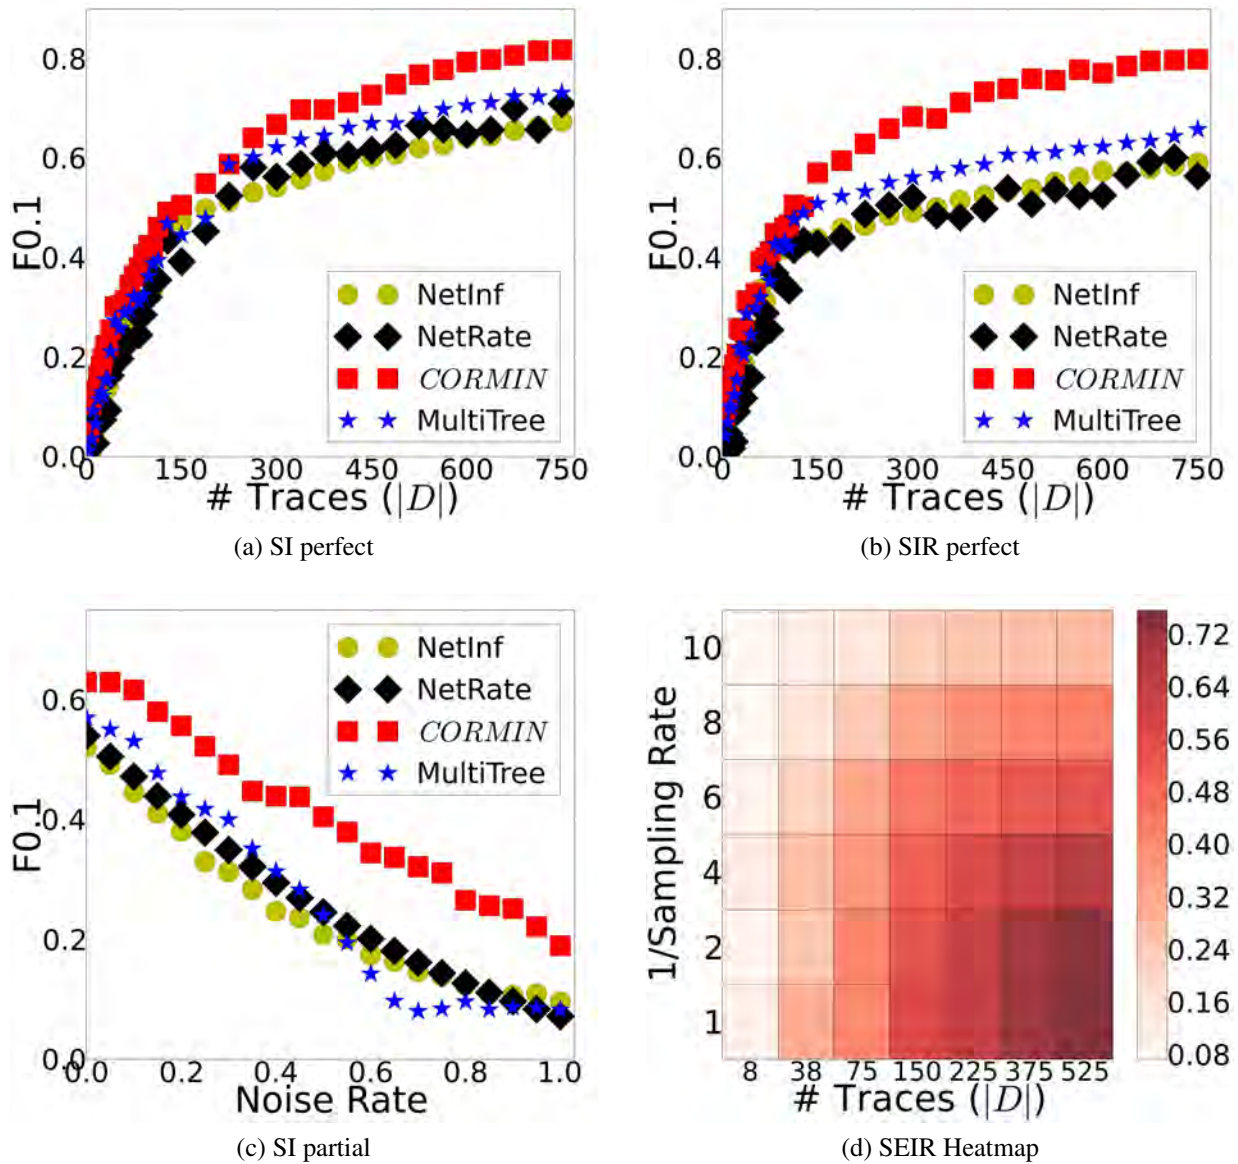 0.8
0.6
0.4
0.2
0.0
F0.1
NetInf
NetRate
CORMIN
MultiTree
0 150 300 450 600 750
# Traces (|D|)
(a) SI perfect
0.8
0.6
0.4
0.2
0.0
F0.1
NetInf
NetRate
CORMIN
MultiTree
0 150 300 450 600 750
# Traces (|D|)
(b) SIR perfect
0.6
0.4
0.2
0.0
F0.1
NetInf
NetRate
CORMIN
MultiTree
0.0 0.2 0.4 0.6 0.8 1.0
Noise Rate
(c) SI partial
10
8
6
4
2
1
1/Sampling Rate
8 38 75 150 225 375 525
# Traces (|D|)
0.72
0.64
0.56
0.48
0.40
0.32
0.24
0.16
0.08
(d) SEIR Heatmap